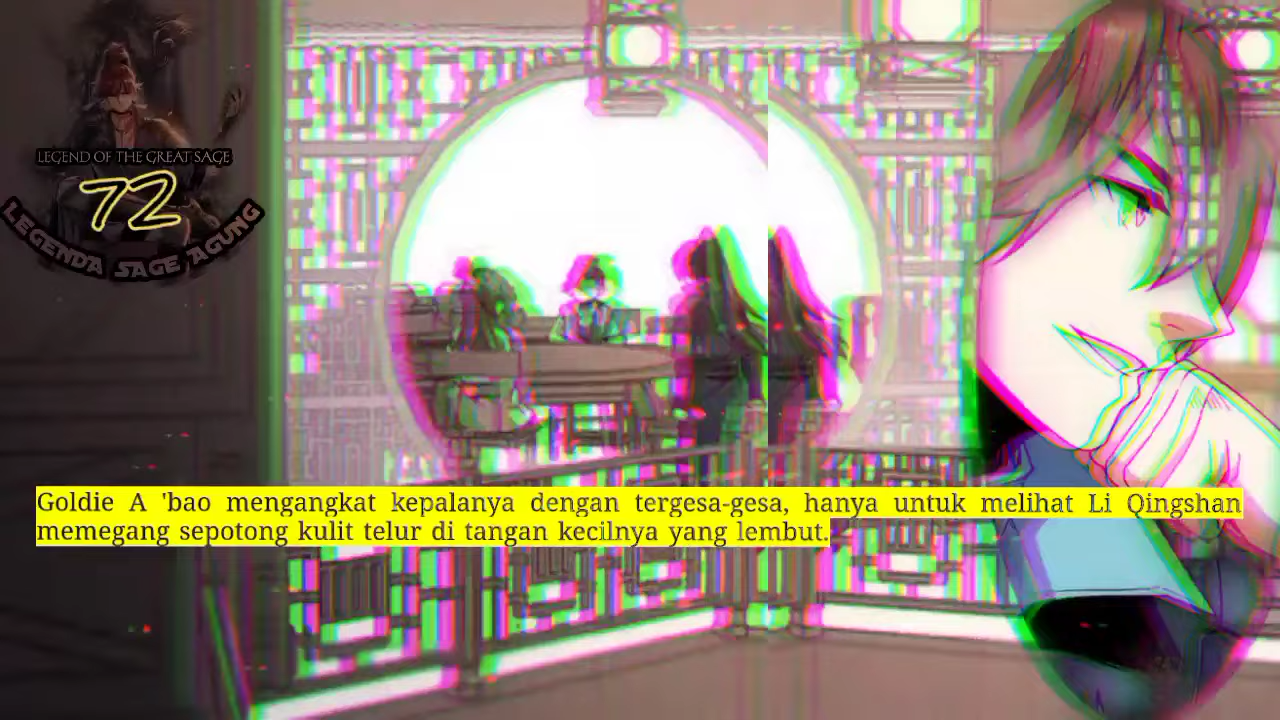 LEGEND OF THE GREAT SAGE
72
LEGENDA SAGE AGUNG
Goldie A 'bao mengangkat kepalanya dengan tergesa-gesa, hanya untuk melihat Li Qingshan
memegang sepotong kulit telur di tangan kecilnya yang lembut.